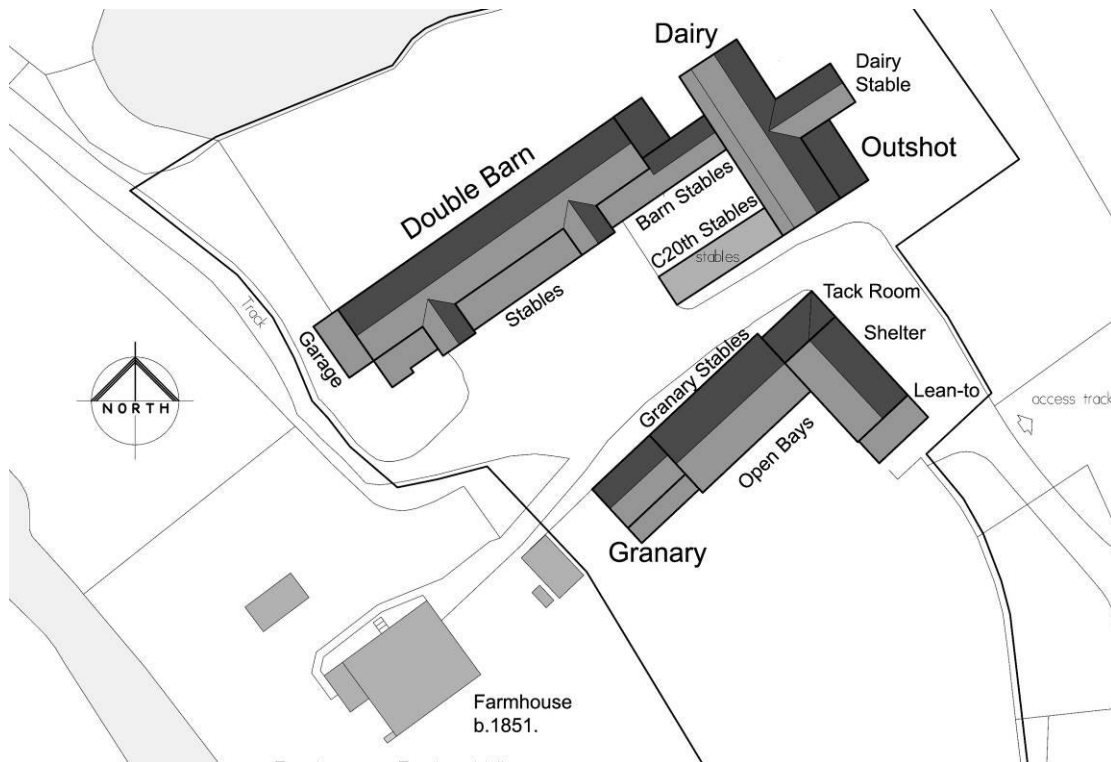 Dairy
Dairy
Stable
Outshot
Double Barn
Barn Stables
C20th Stables
stables
Stables
Garage
Track
NORTH
Tack Room
Shelter
Granary Stables
Lean-to
access track
Open Bays
Granary
Farmhouse
b.1851.